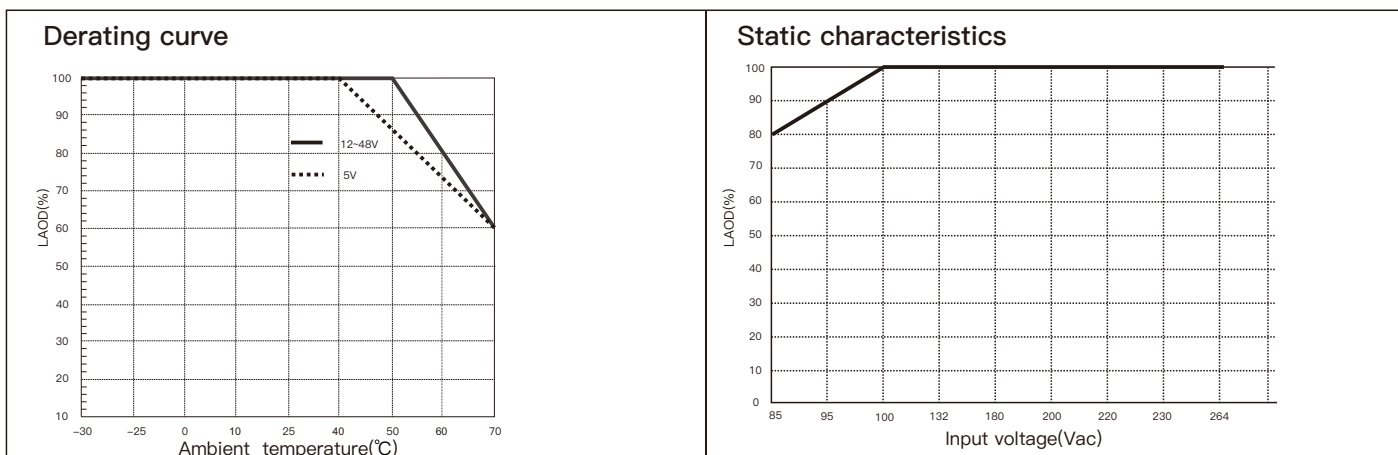 Derating curve
100
90
80
70
60
50
40
30
20
10
LAOD(%)
12~48V
5V
-30 -25 0 10 25 40 50 60 70
Ambient temperature(℃)
Static characteristics
100
90
80
70
60
50
40
30
20
10
0
LAOD(%)
85 95 100 132 180 200 220 230 264
Input voltage(Vac)